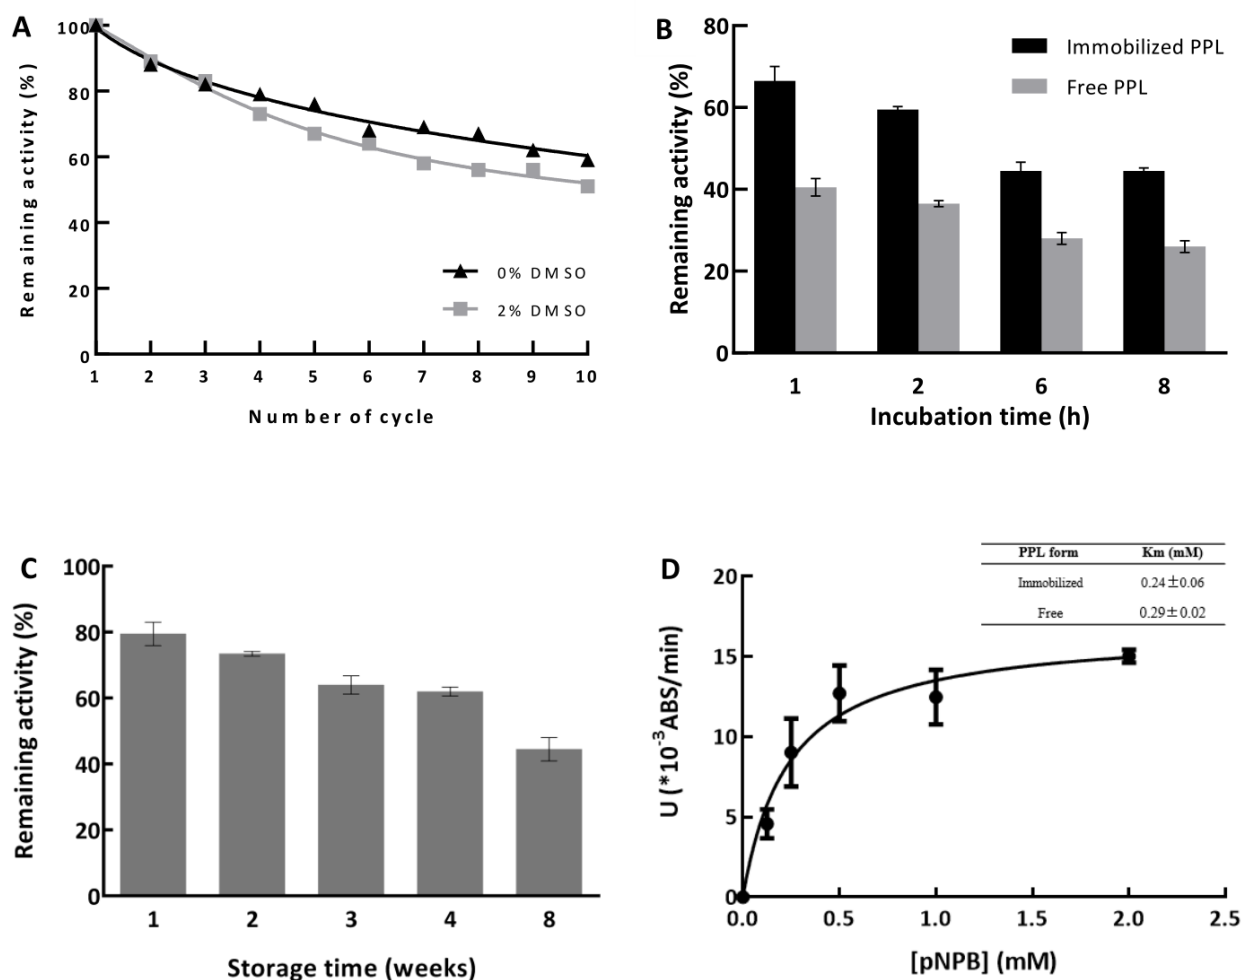 A
Remaining activity (%)
100
80
60
40
20
0
0% DMSO
2% DMSO
1 2 3 4 5 6 7 8 9 10
Number of cycle
B
Remaining activity (%)
80
60
40
20
0
Immobilized PPL
Free PPL
1 2 6 8
Incubation time (h)
C
Remaining activity (%)
100
80
60
40
20
0
1 2 3 4 8
Storage time (weeks)
D
PPL form Km (mM)
Immobilized 0.24±0.06
Free 0.29±0.02
U (*10-3ABS/min)
20
15
10
5
0
0.0 0.5 1.0 1.5 2.0 2.5
[pNPB] (mM)